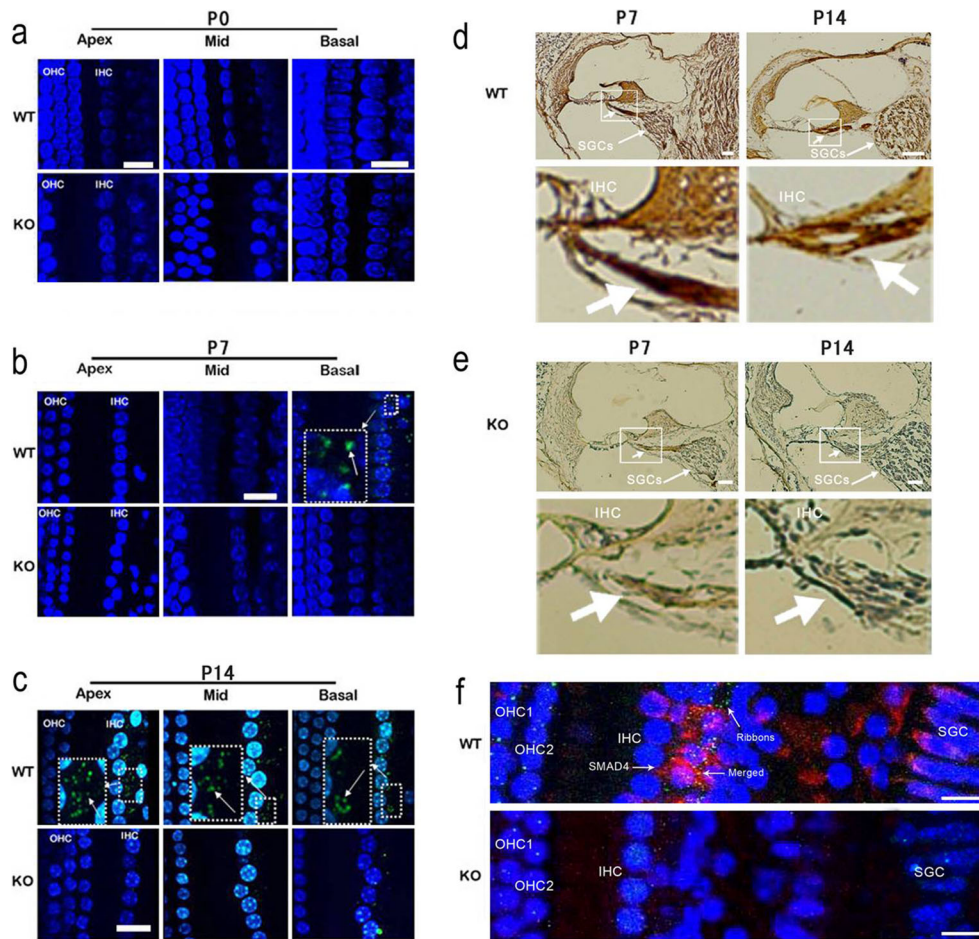 a
P0
Apex Mid Basal
OHC IHC
WT
OHC IHC
KO
b
P7
Apex Mid Basal
OHC IHC
WT
OHC IHC
KO
c
P14
Apex Mid Basal
OHC IHC
WT
OHC IHC
KO
d
P7 P14
WT
SGCs SGCs
IHC IHC
e
P7 P14
KO
SGCs SGCs
IHC IHC
f
OHC1
WT OHC2 IHC Ribbons SGC
SMAD4 Merged
OHC1
KO OHC2 IHC SGC